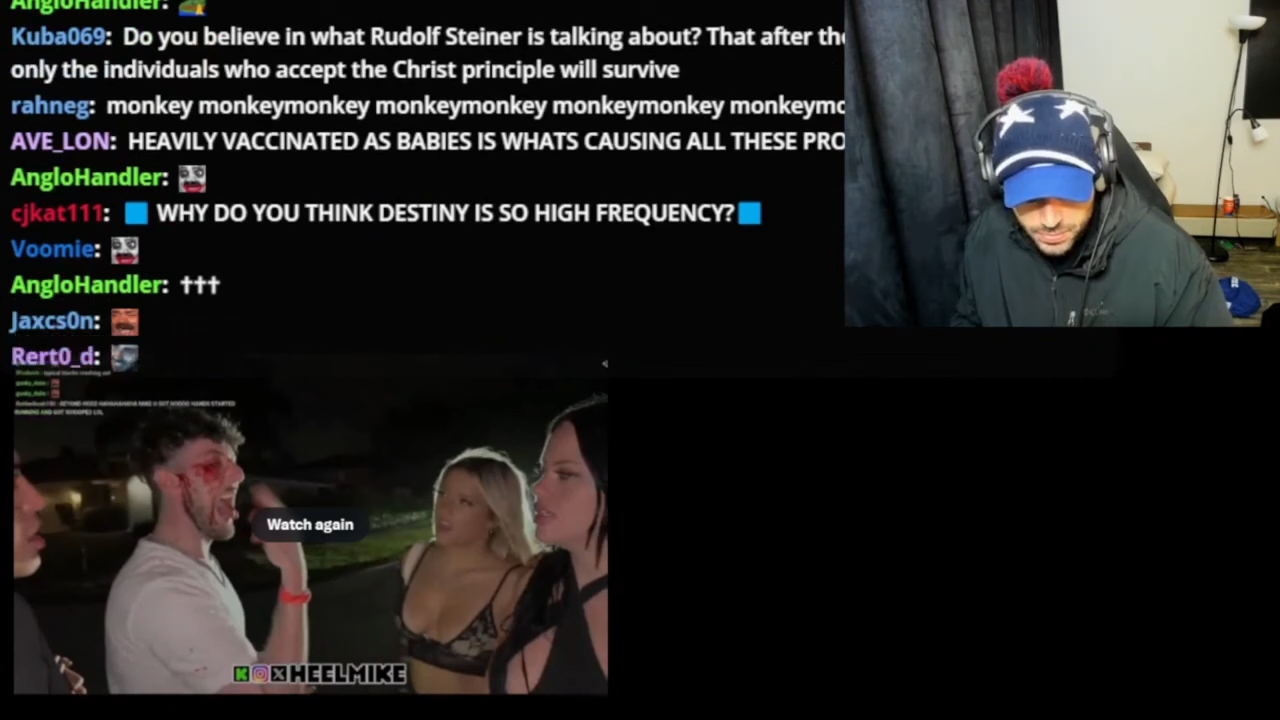 AngloHandler:
Kuba069: Do you believe in what Rudolf Steiner is talking about? That after the
only the individuals who accept the Christ principle will survive
rahneg: monkey monkeymonkey monkeymonkey monkeymonkey monkeymo
AVE_LON: HEAVILY VACCINATED AS BABIES IS WHATS CAUSING ALL THESE PRO
AngloHandler:
cjkat111: WHY DO YOU THINK DESTINY IS SO HIGH FREQUENCY?
Voomie:
AngloHandler: †††
Jaxcs0n:
Rert0_d:
Watch again
HEELMIKE